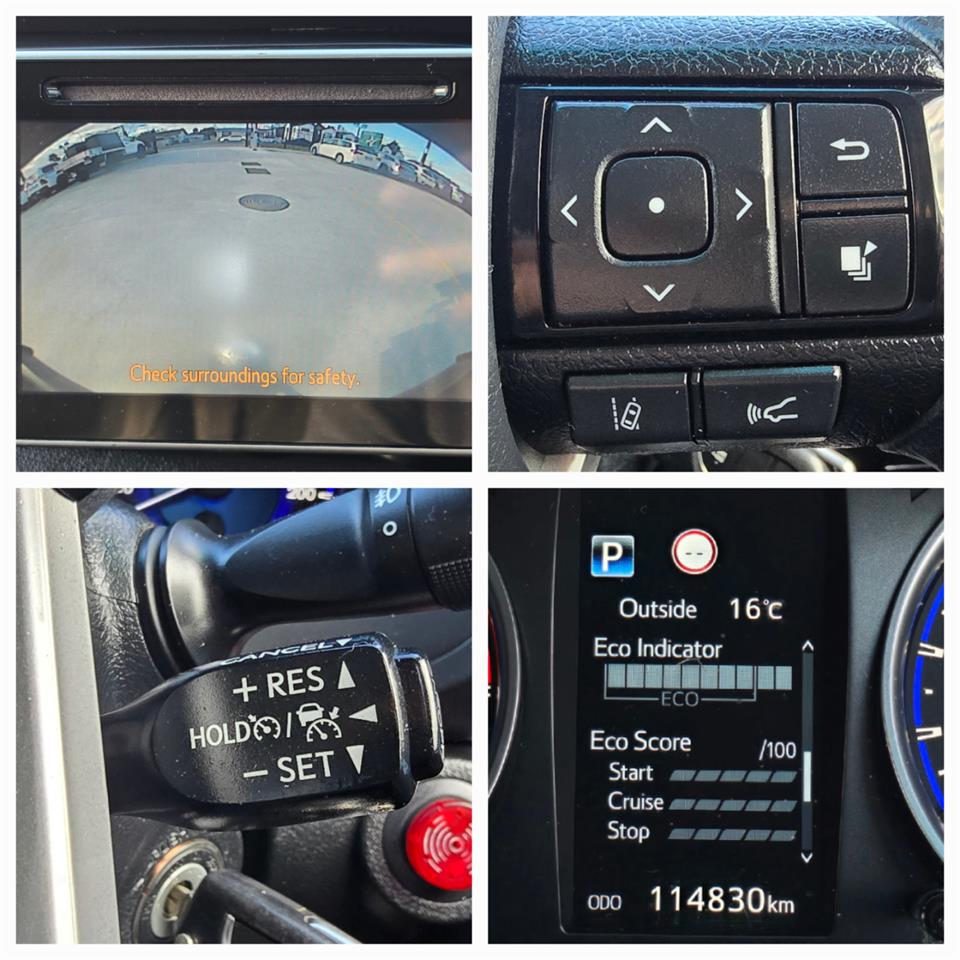 Check surroundings for safety.
200
CANCEL
+ RES
HOLD /
− SET
P
--
Outside 16°C
Eco Indicator
ECO
Eco Score /100
Start
Cruise
Stop
ODO 114830km